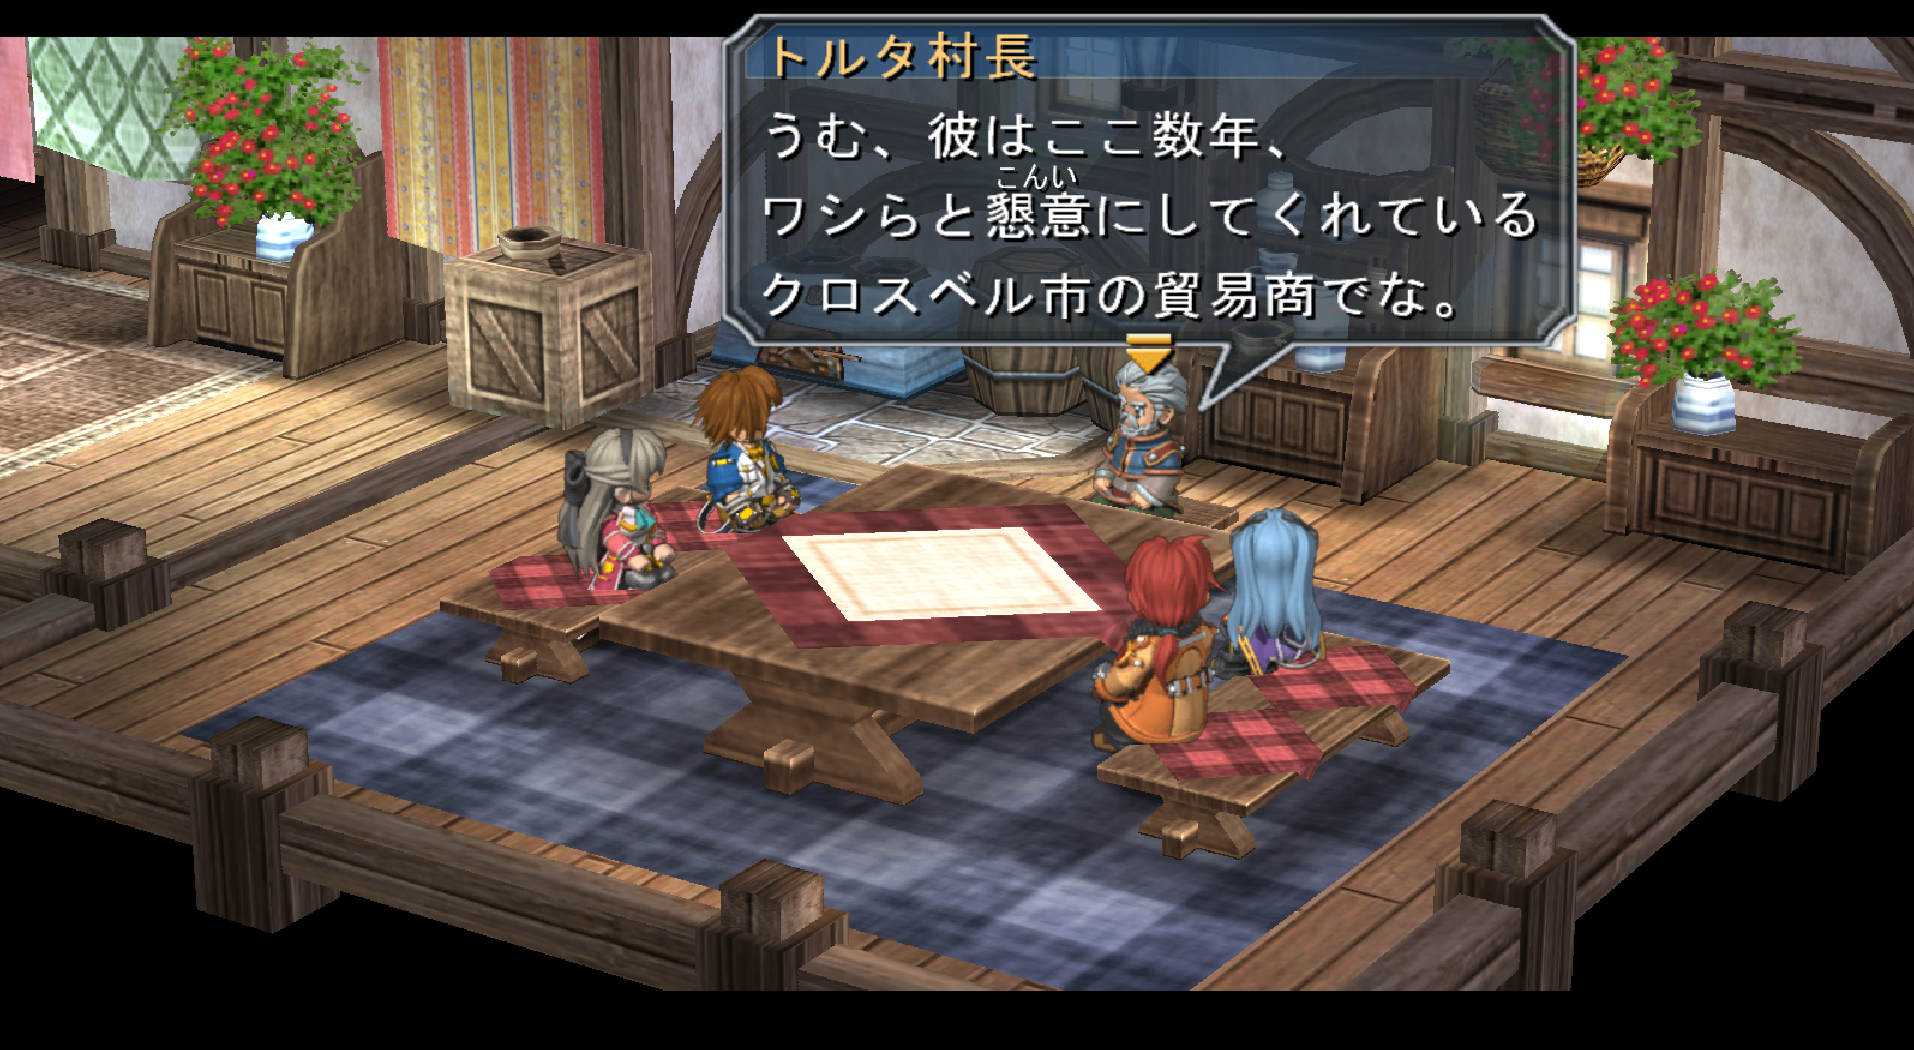 トルタ村長
うむ、彼はここ数年、
こんい
ワシらと懇意にしてくれている
クロスベル市の貿易商でな。